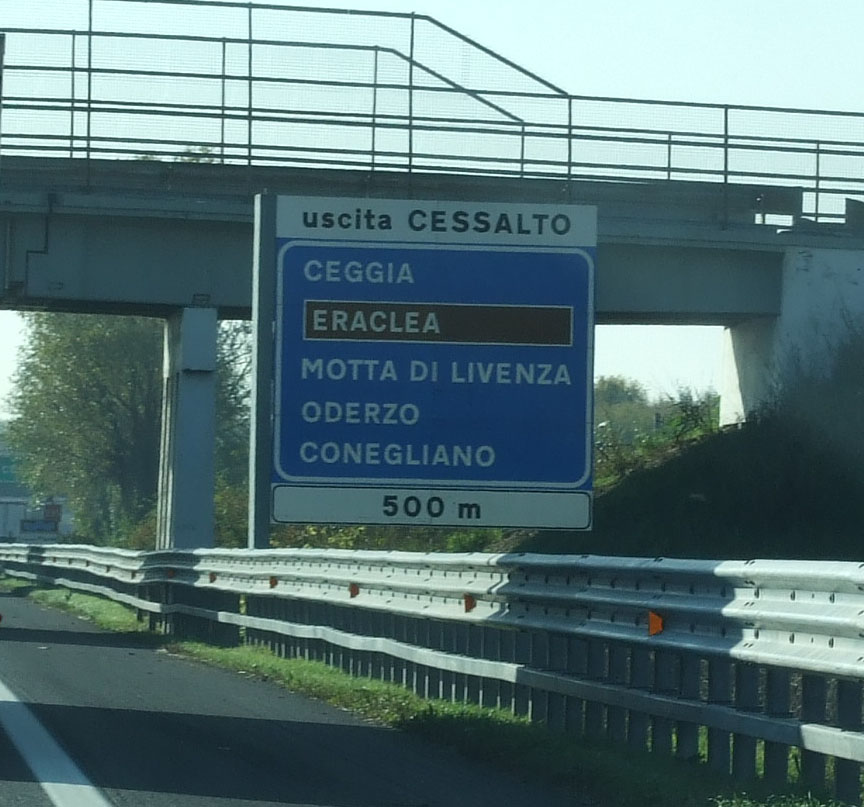 uscita CESSALTO
CEGGIA
ERACLEA
MOTTA DI LIVENZA
ODERZO
CONEGLIANO
500 m